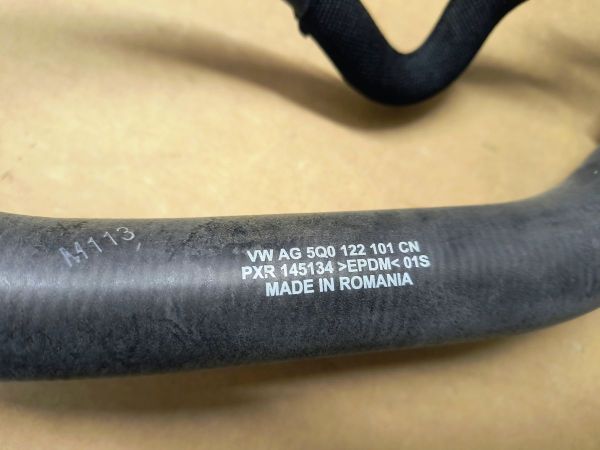 M113
VW AG 5Q0 122 101 CN
PXR 145134 >EPDM< 01S
MADE IN ROMANIA